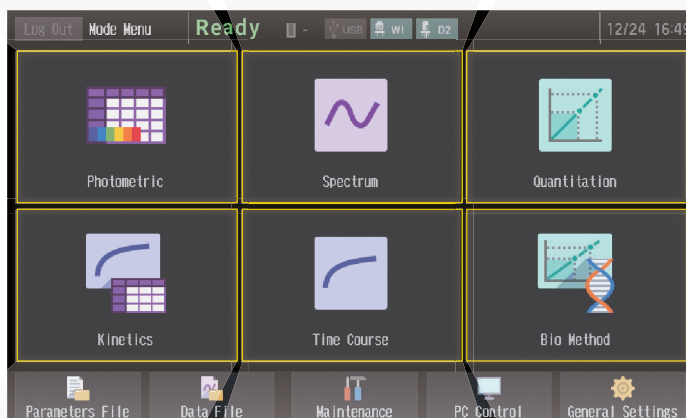 Log Out Mode Menu Ready - USB WI D2 12/24 16:49
Photometric Spectrum Quantitation
Kinetics Time Course Bio Method
Parameters File Data File Maintenance PC Control General Settings